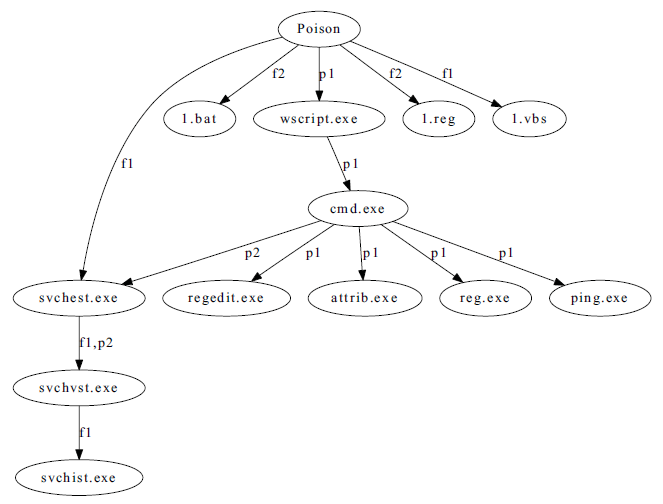 Poison
f2
p1
f2
f1
1.bat
wscript.exe
1.reg
1.vbs
f1
p1
cmd.exe
p2
p1
p1
p1
p1
svchest.exe
regedit.exe
attrib.exe
reg.exe
ping.exe
f1,p2
svchvst.exe
f1
svchist.exe